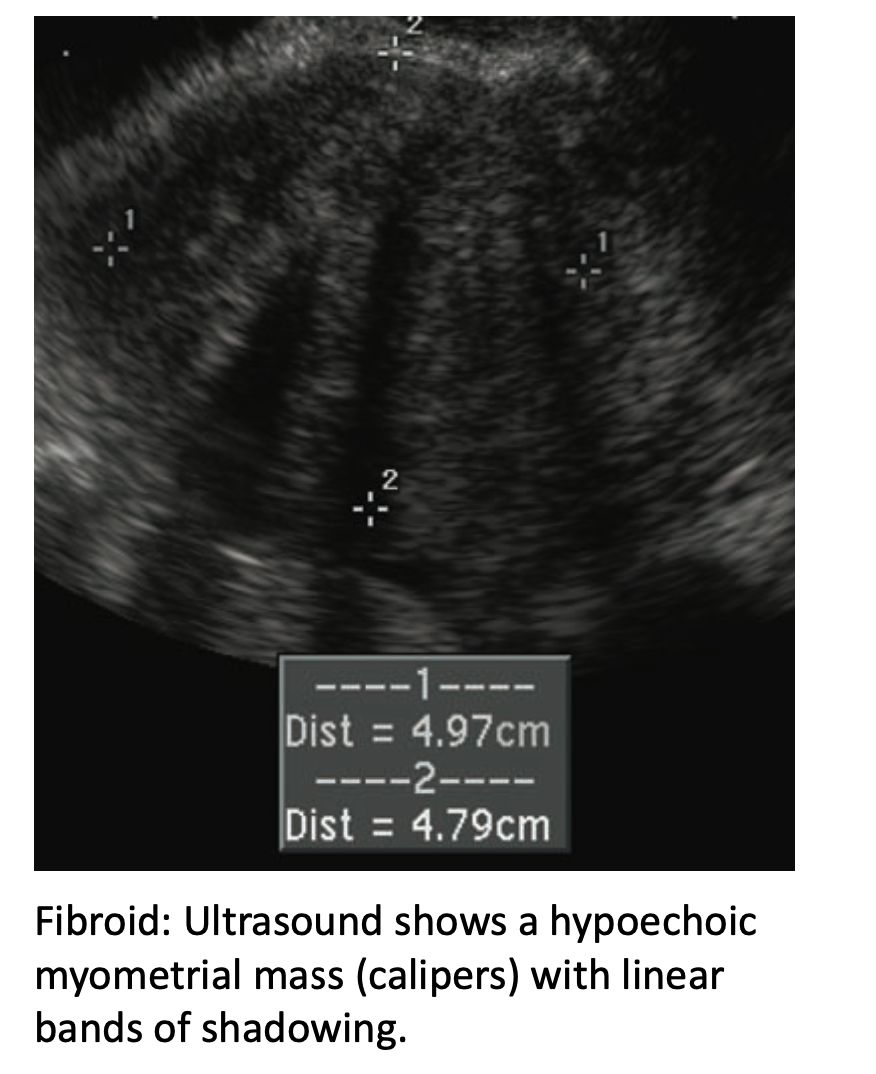 2
1
1
2
----1----
Dist = 4.97cm
----2----
Dist = 4.79cm
Fibroid: Ultrasound shows a hypoechoic
myometrial mass (calipers) with linear
bands of shadowing.